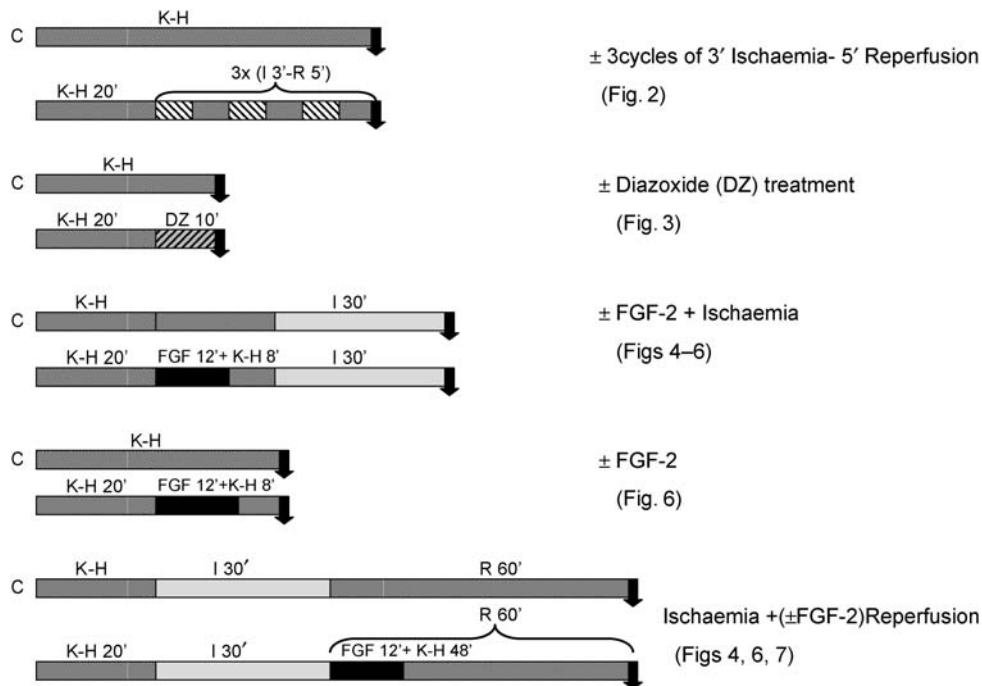 K-H
C
3x (I 3'-R 5')
K-H 20'
± 3cycles of 3′ Ischaemia- 5′ Reperfusion
(Fig. 2)
K-H
C
K-H 20' DZ 10'
± Diazoxide (DZ) treatment
(Fig. 3)
K-H I 30'
C
K-H 20' FGF 12'+ K-H 8' I 30'
± FGF-2 + Ischaemia
(Figs 4–6)
K-H
C
K-H 20' FGF 12'+K-H 8'
± FGF-2
(Fig. 6)
K-H I 30′ R 60'
C
R 60'
K-H 20' I 30' FGF 12'+ K-H 48'
Ischaemia +(±FGF-2)Reperfusion
(Figs 4, 6, 7)